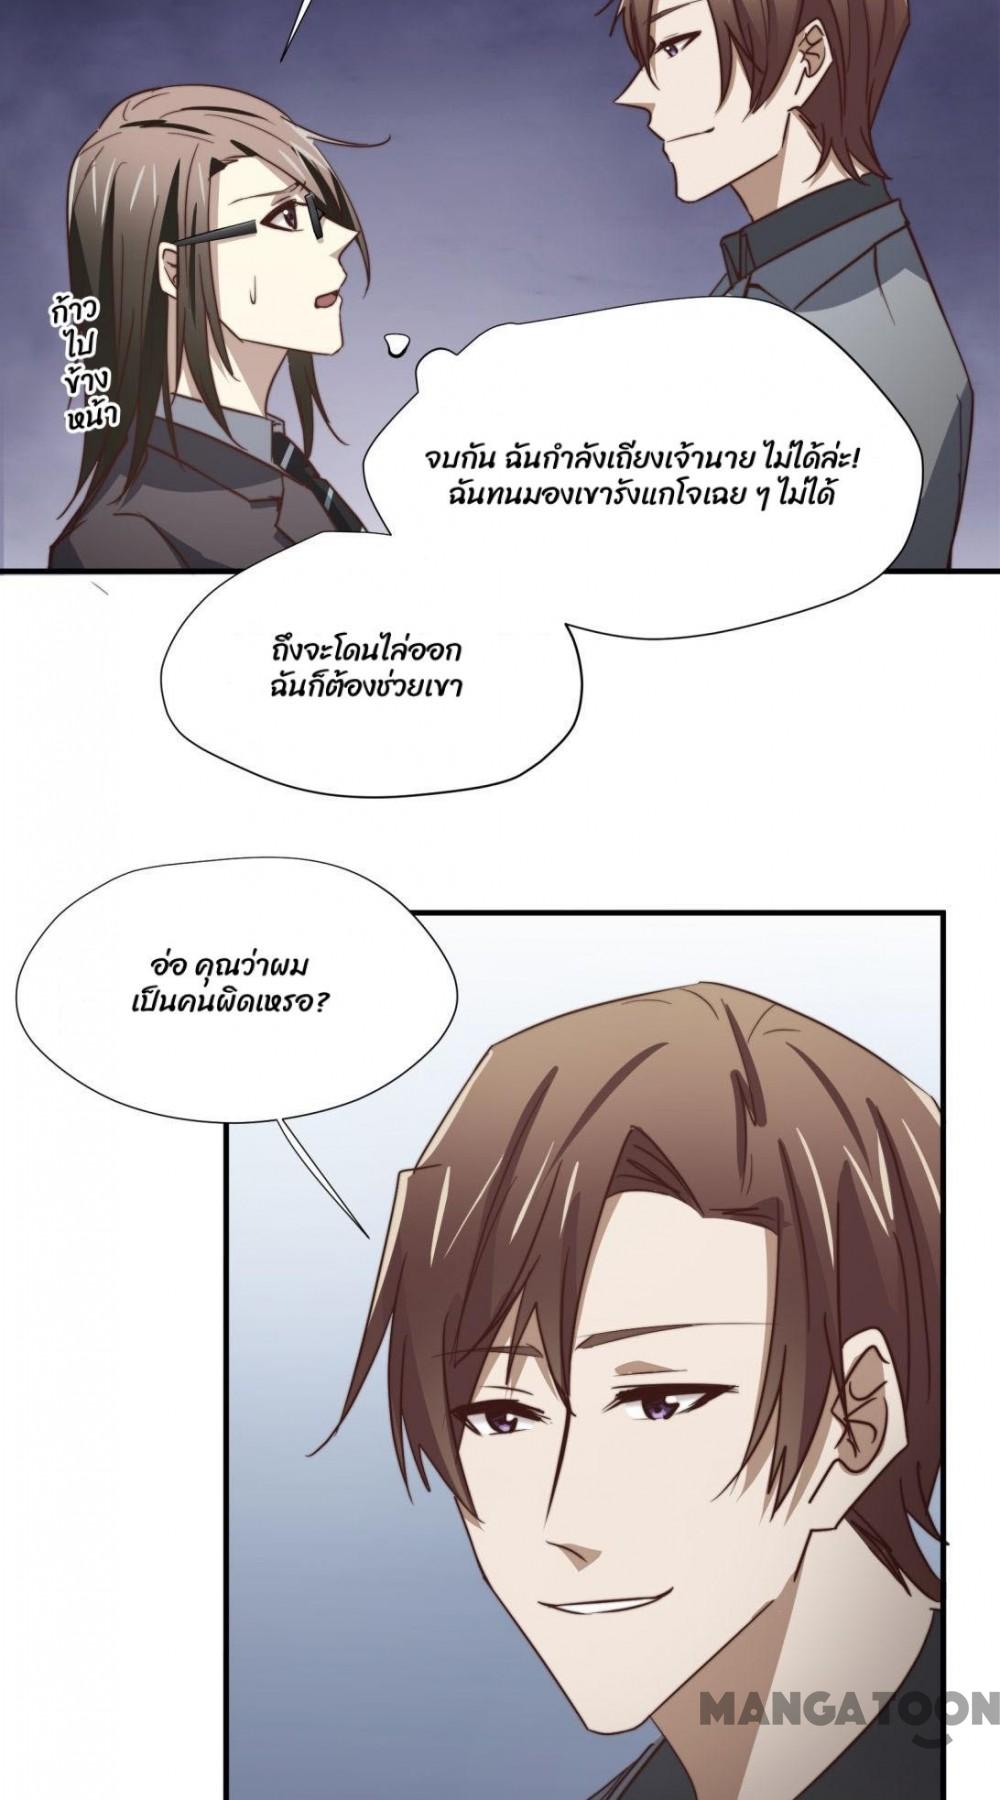 ก้าว
ไป
ข้าง
หน้า
จบกัน ฉันกำลังเถียงเจ้านาย ไม่ได้ล่ะ!
ฉันทนมองเขารังแกโจเฉย ๆ ไม่ได้
ถึงจะโดนไล่ออก
ฉันก็ต้องช่วยเขา
อ่อ คุณว่าผม
เป็นคนผิดเหรอ?
MANGATOON